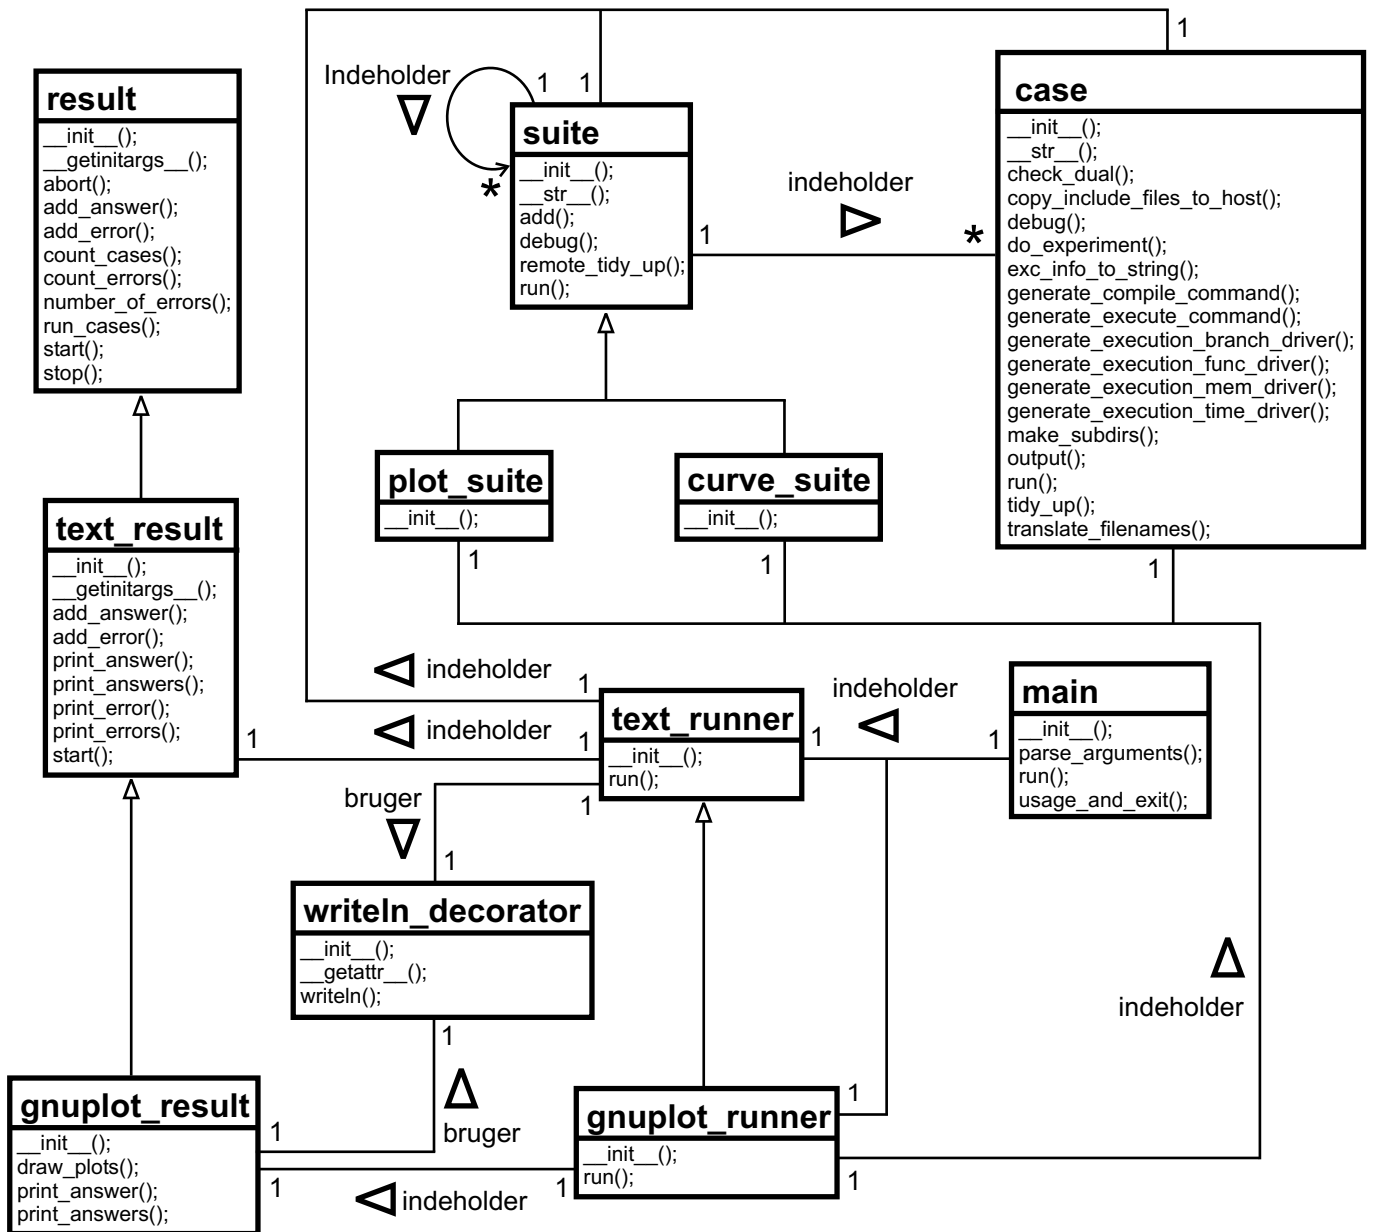 1
Indeholder
1
1
*
result
__init__();
__getinitargs__();
abort();
add_answer();
add_error();
count_cases();
count_errors();
number_of_errors();
run_cases();
start();
stop();
suite
__init__();
__str__();
add();
debug();
remote_tidy_up();
run();
1
indeholder
*
case
__init__();
__str__();
check_dual();
copy_include_files_to_host();
debug();
do_experiment();
exc_info_to_string();
generate_compile_command();
generate_execute_command();
generate_execution_branch_driver();
generate_execution_func_driver();
generate_execution_mem_driver();
generate_execution_time_driver();
make_subdirs();
output();
run();
tidy_up();
translate_filenames();
plot_suite
__init__();
1
curve_suite
__init__();
1
1
text_result
__init__();
__getinitargs__();
add_answer();
add_error();
print_answer();
print_answers();
print_error();
print_errors();
start();
indeholder
1
indeholder
1
1
text_runner
__init__();
run();
indeholder
1
1
main
__init__();
parse_arguments();
run();
usage_and_exit();
bruger
1
1
writeln_decorator
__init__();
__getattr__();
writeln();
1
bruger
1
indeholder
gnuplot_result
__init__();
draw_plots();
print_answer();
print_answers();
1
indeholder
1
gnuplot_runner
__init__();
run();
1
1